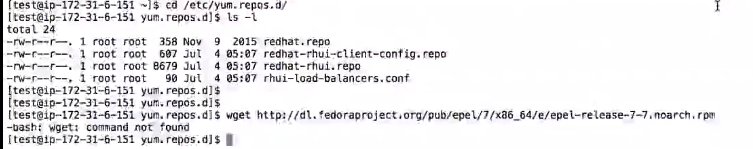 [test@ip-172-31-6-151 ~]$ cd /etc/yum.repos.d/
[test@ip-172-31-6-151 yum.repos.d]$ ls -l
total 24
-rw-r--r--. 1 root root  358 Nov  9  2015 redhat.repo
-rw-r--r--. 1 root root  607 Jul  4 05:07 redhat-rhui-client-config.repo
-rw-r--r--. 1 root root 8679 Jul  4 05:07 redhat-rhui.repo
-rw-r--r--. 1 root root   90 Jul  4 05:07 rhui-load-balancers.conf
[test@ip-172-31-6-151 yum.repos.d]$
[test@ip-172-31-6-151 yum.repos.d]$
[test@ip-172-31-6-151 yum.repos.d]$ wget http://dl.fedoraproject.org/pub/epel/7/x86_64/e/epel-release-7-7.noarch.rpm
-bash: wget: command not found
[test@ip-172-31-6-151 yum.repos.d]$